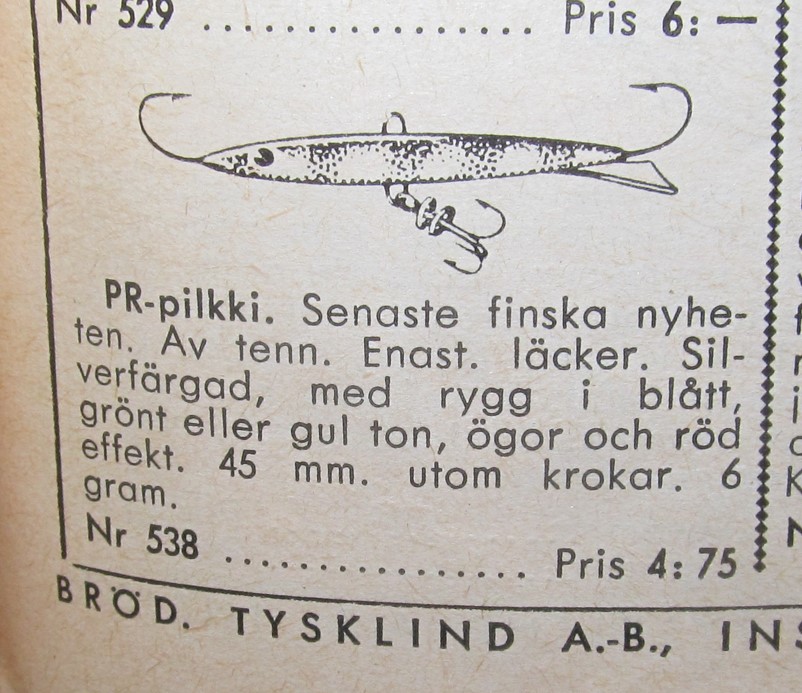 Nr 529 ................................. Pris 6: —
PR-pilkki. Senaste finska nyhe-
ten. Av tenn. Enast. läcker. Sil-
verfärgad, med rygg i blått,
grönt eller gul ton, ögor och röd
effekt. 45 mm. utom krokar. 6
gram.
Nr 538 ............................... Pris 4: 75
BRÖD. TYSKLIND A.-B.,